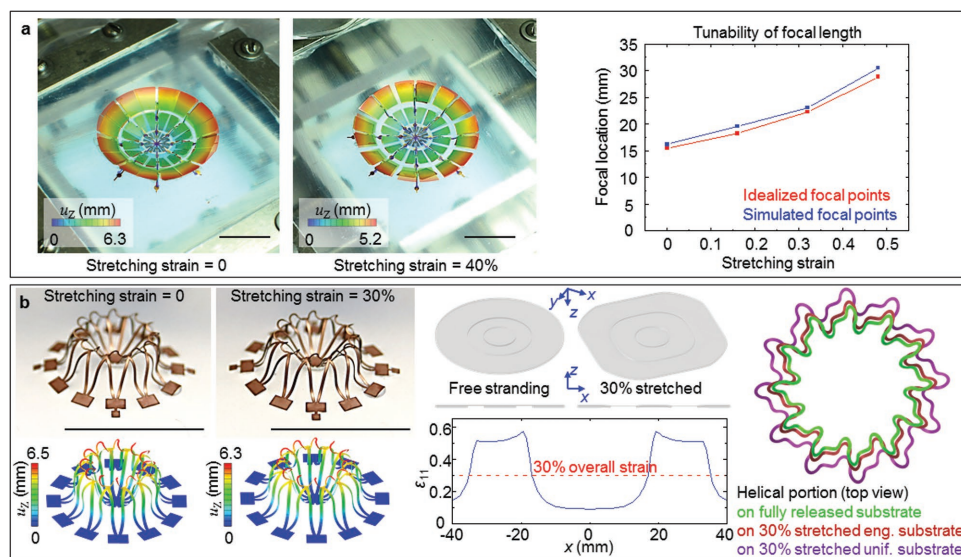 a
u_Z (mm)
0 6.3
Stretching strain = 0
u_Z (mm)
0 5.2
Stretching strain = 40%
Tunability of focal length
Focal location (mm)
35
30
25
20
15
10
5
0
Idealized focal points
Simulated focal points
0 0.1 0.2 0.3 0.4 0.5
Stretching strain
b
Stretching strain = 0
Stretching strain = 30%
6.5
u_Z (mm)
0
6.3
u_Z (mm)
0
y x
z
Free stranding
z
x
30% stretched
0.6
0.4
0.2
0
ε₁₁
30% overall strain
-40 -20 0 20 40
x (mm)
Helical portion (top view)
on fully released substrate
on 30% stretched eng. substrate
on 30% stretched unif. substrate